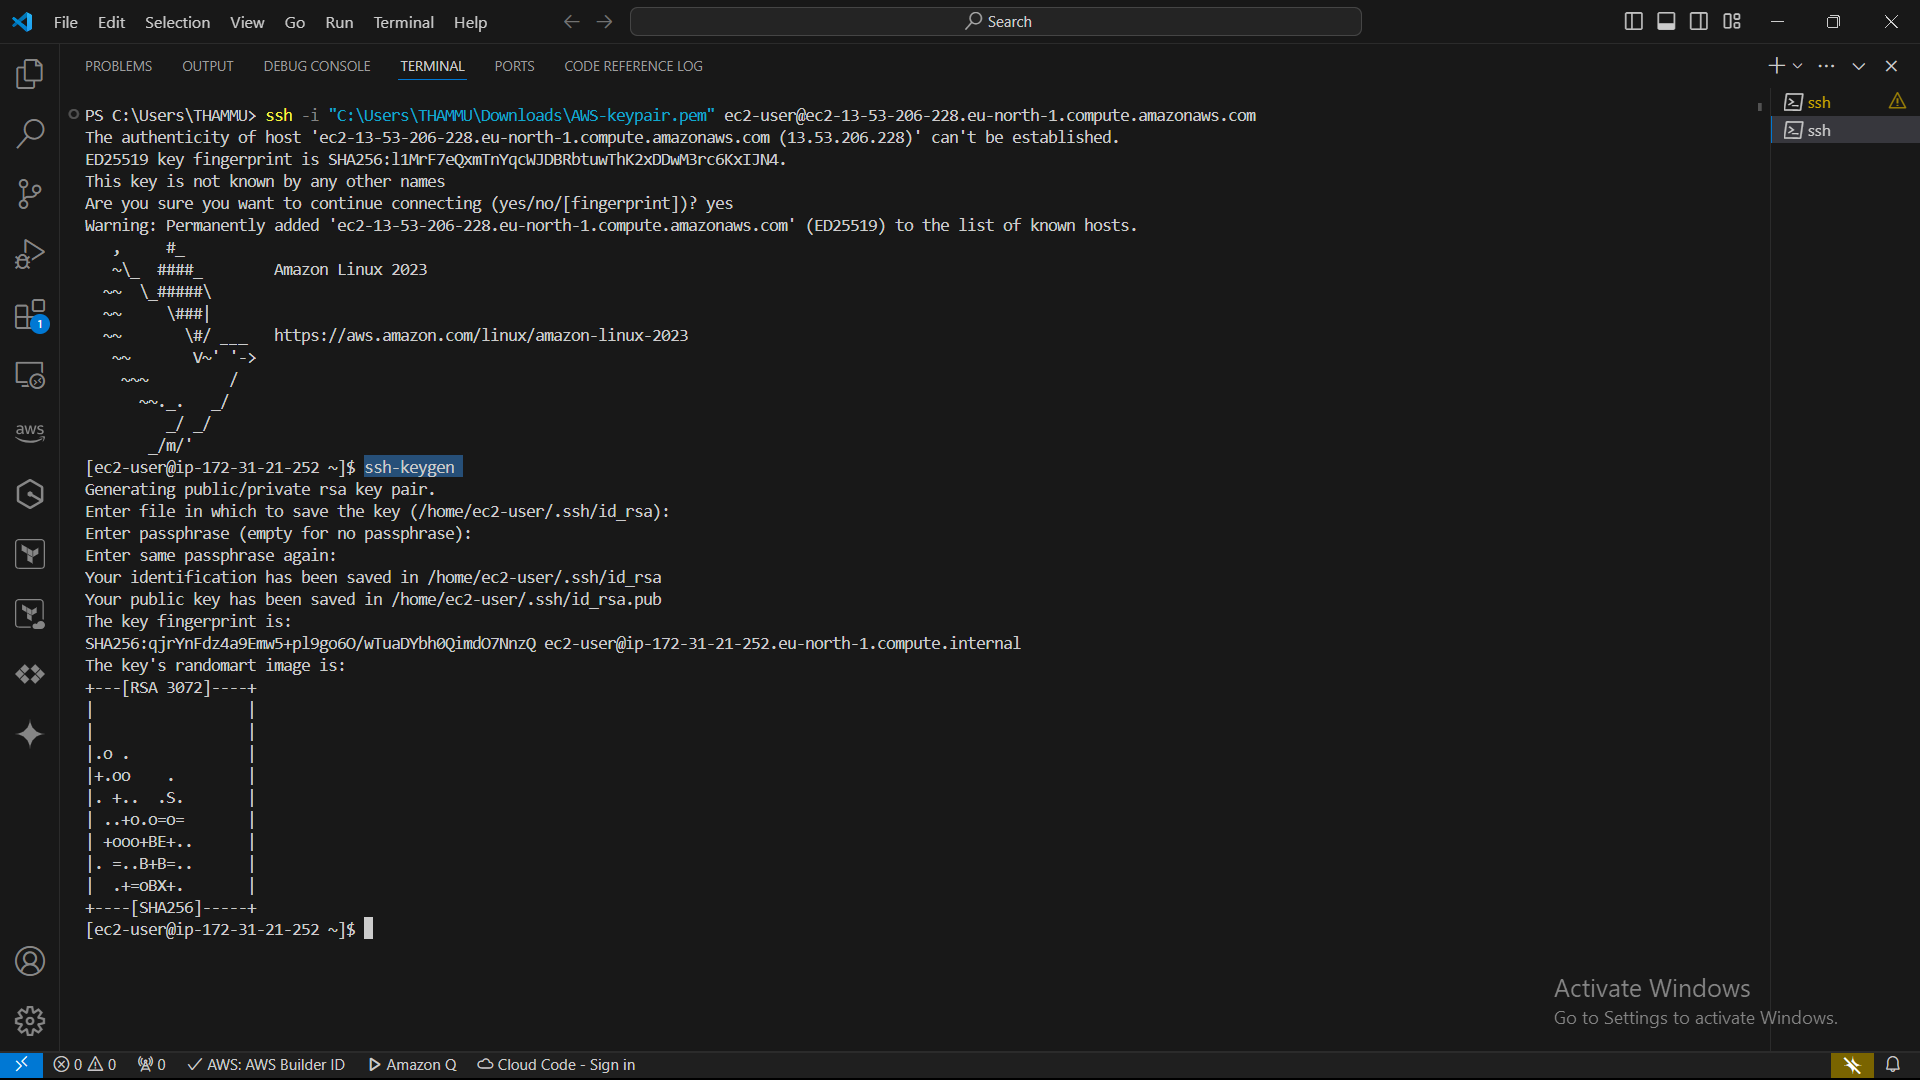 File Edit Selection View Go Run Terminal Help Search
PROBLEMS OUTPUT DEBUG CONSOLE TERMINAL PORTS CODE REFERENCE LOG
PS C:\Users\THAMMU> ssh -i "C:\Users\THAMMU\Downloads\AWS-keypair.pem" ec2-user@ec2-13-53-206-228.eu-north-1.compute.amazonaws.com
The authenticity of host 'ec2-13-53-206-228.eu-north-1.compute.amazonaws.com (13.53.206.228)' can't be established.
ED25519 key fingerprint is SHA256:l1MrF7eQxmTnYqcWJDBRbtuwThK2xDDwM3rc6KxIJN4.
This key is not known by any other names
Are you sure you want to continue connecting (yes/no/[fingerprint])? yes
Warning: Permanently added 'ec2-13-53-206-228.eu-north-1.compute.amazonaws.com' (ED25519) to the list of known hosts.
   ,     #_
   ~\_  ####_        Amazon Linux 2023
  ~~  \_#####\
  ~~     \###|
  ~~       \#/ ___   https://aws.amazon.com/linux/amazon-linux-2023
   ~~       V~' '->
    ~~~         /
      ~~._.   _/
         _/ _/
       _/m/'
[ec2-user@ip-172-31-21-252 ~]$ ssh-keygen
Generating public/private rsa key pair.
Enter file in which to save the key (/home/ec2-user/.ssh/id_rsa):
Enter passphrase (empty for no passphrase):
Enter same passphrase again:
Your identification has been saved in /home/ec2-user/.ssh/id_rsa
Your public key has been saved in /home/ec2-user/.ssh/id_rsa.pub
The key fingerprint is:
SHA256:qjrYnFdz4a9Emw5+pl9go6O/wTuaDYbh0QimdO7NnzQ ec2-user@ip-172-31-21-252.eu-north-1.compute.internal
The key's randomart image is:
+---[RSA 3072]----+
|                 |
|                 |
|.o .             |
|+.oo    .        |
|. +..  .S.       |
| ..+o.o=o=       |
| +ooo+BE+..      |
|. =..B+B=..      |
|  .+=oBX+.       |
+----[SHA256]-----+
[ec2-user@ip-172-31-21-252 ~]$
ssh
ssh
1
aws
Activate Windows
Go to Settings to activate Windows.
0 0 0 AWS: AWS Builder ID Amazon Q Cloud Code - Sign in